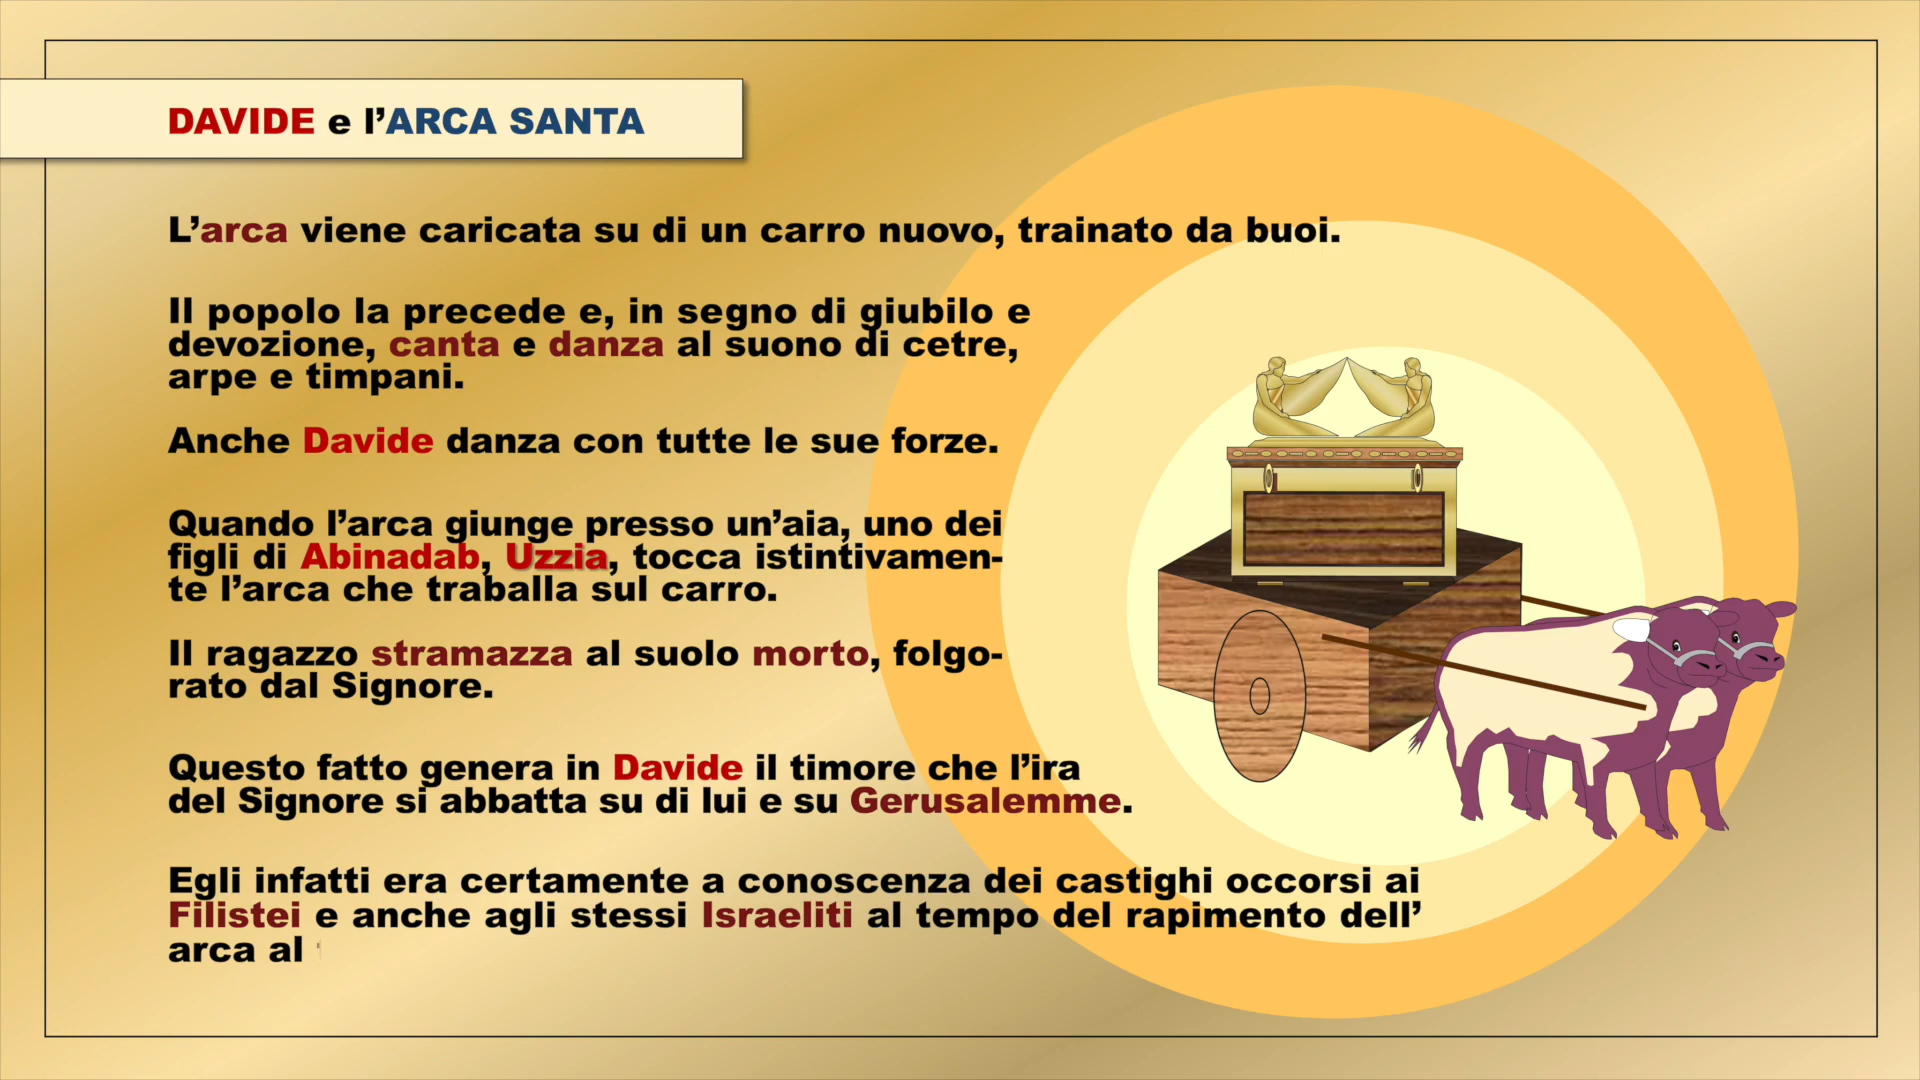 DAVIDE e l’ARCA SANTA
L’arca viene caricata su di un carro nuovo, trainato da buoi.
Il popolo la precede e, in segno di giubilo e
devozione, canta e danza al suono di cetre,
arpe e timpani.
Anche Davide danza con tutte le sue forze.
Quando l’arca giunge presso un’aia, uno dei
figli di Abinadab, Uzzia, tocca istintivamen-
te l’arca che traballa sul carro.
Il ragazzo stramazza al suolo morto, folgo-
rato dal Signore.
Questo fatto genera in Davide il timore che l’ira
del Signore si abbatta su di lui e su Gerusalemme.
Egli infatti era certamente a conoscenza dei castighi occorsi ai
Filistei e anche agli stessi Israeliti al tempo del rapimento dell’
arca al